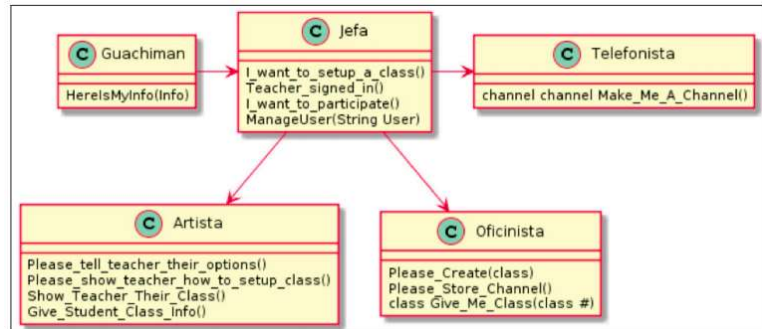 C Guachiman
HereIsMyInfo(Info)
C Jefa
I_want_to_setup_a_class()
Teacher_signed_in()
I_want_to_participate()
ManageUser(String User)
C Telefonista
channel channel Make_Me_A_Channel()
C Artista
Please_tell_teacher_their_options()
Please_show_teacher_how_to_setup_class()
Show_Teacher_Their_Class()
Give_Student_Class_Info()
C Oficinista
Please_Create(class)
Please_Store_Channel()
class Give_Me_Class(class #)